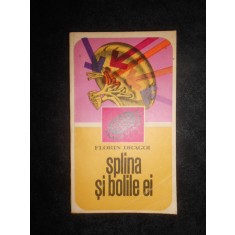 FLORIN DRAGOI
splina
și bolile ei